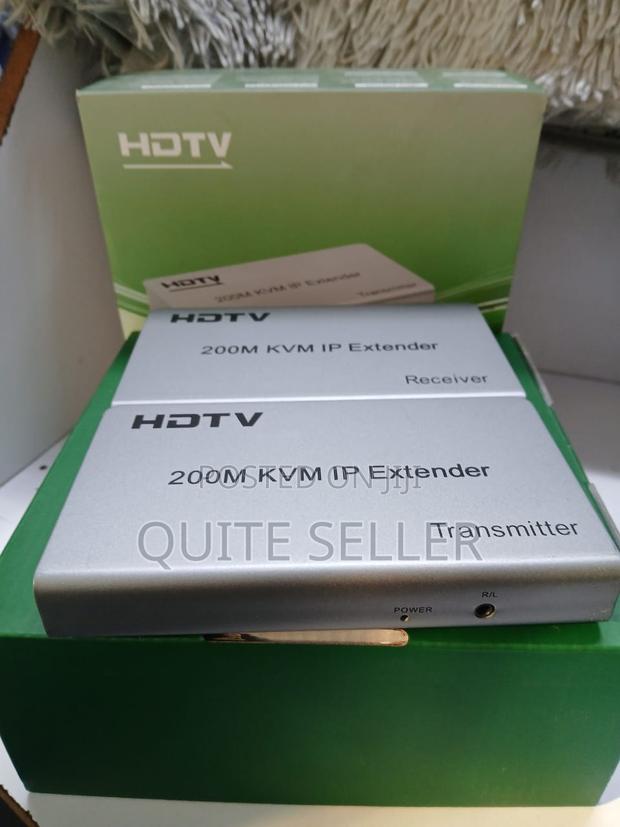 HDTV
HDTV
200M KVM IP Extender
Transmitter
HDTV
200M KVM IP Extender
Receiver
HDTV
200M KVM IP Extender
POSTED ON JIJI
QUITE SELLER
Transmitter
R/L
POWER